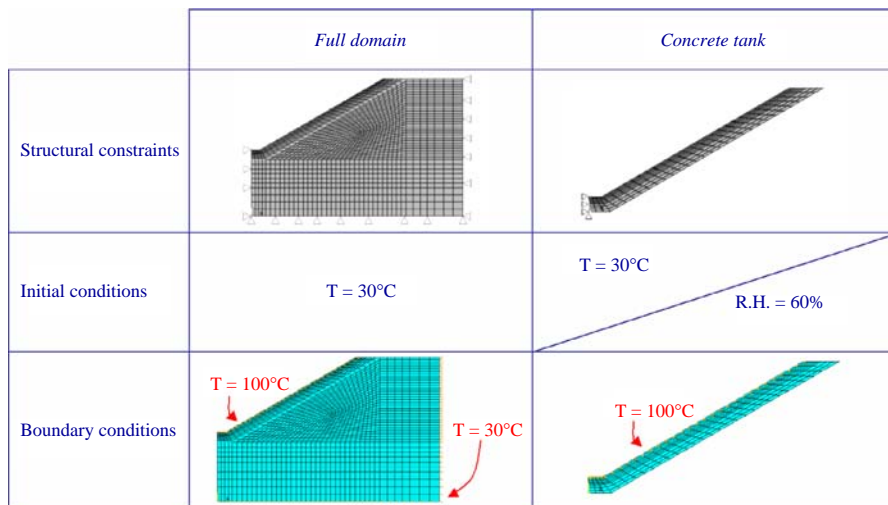 Full domain
Concrete tank
Structural constraints
Initial conditions
T = 30°C
T = 30°C
R.H. = 60%
Boundary conditions
T = 100°C
T = 30°C
T = 100°C